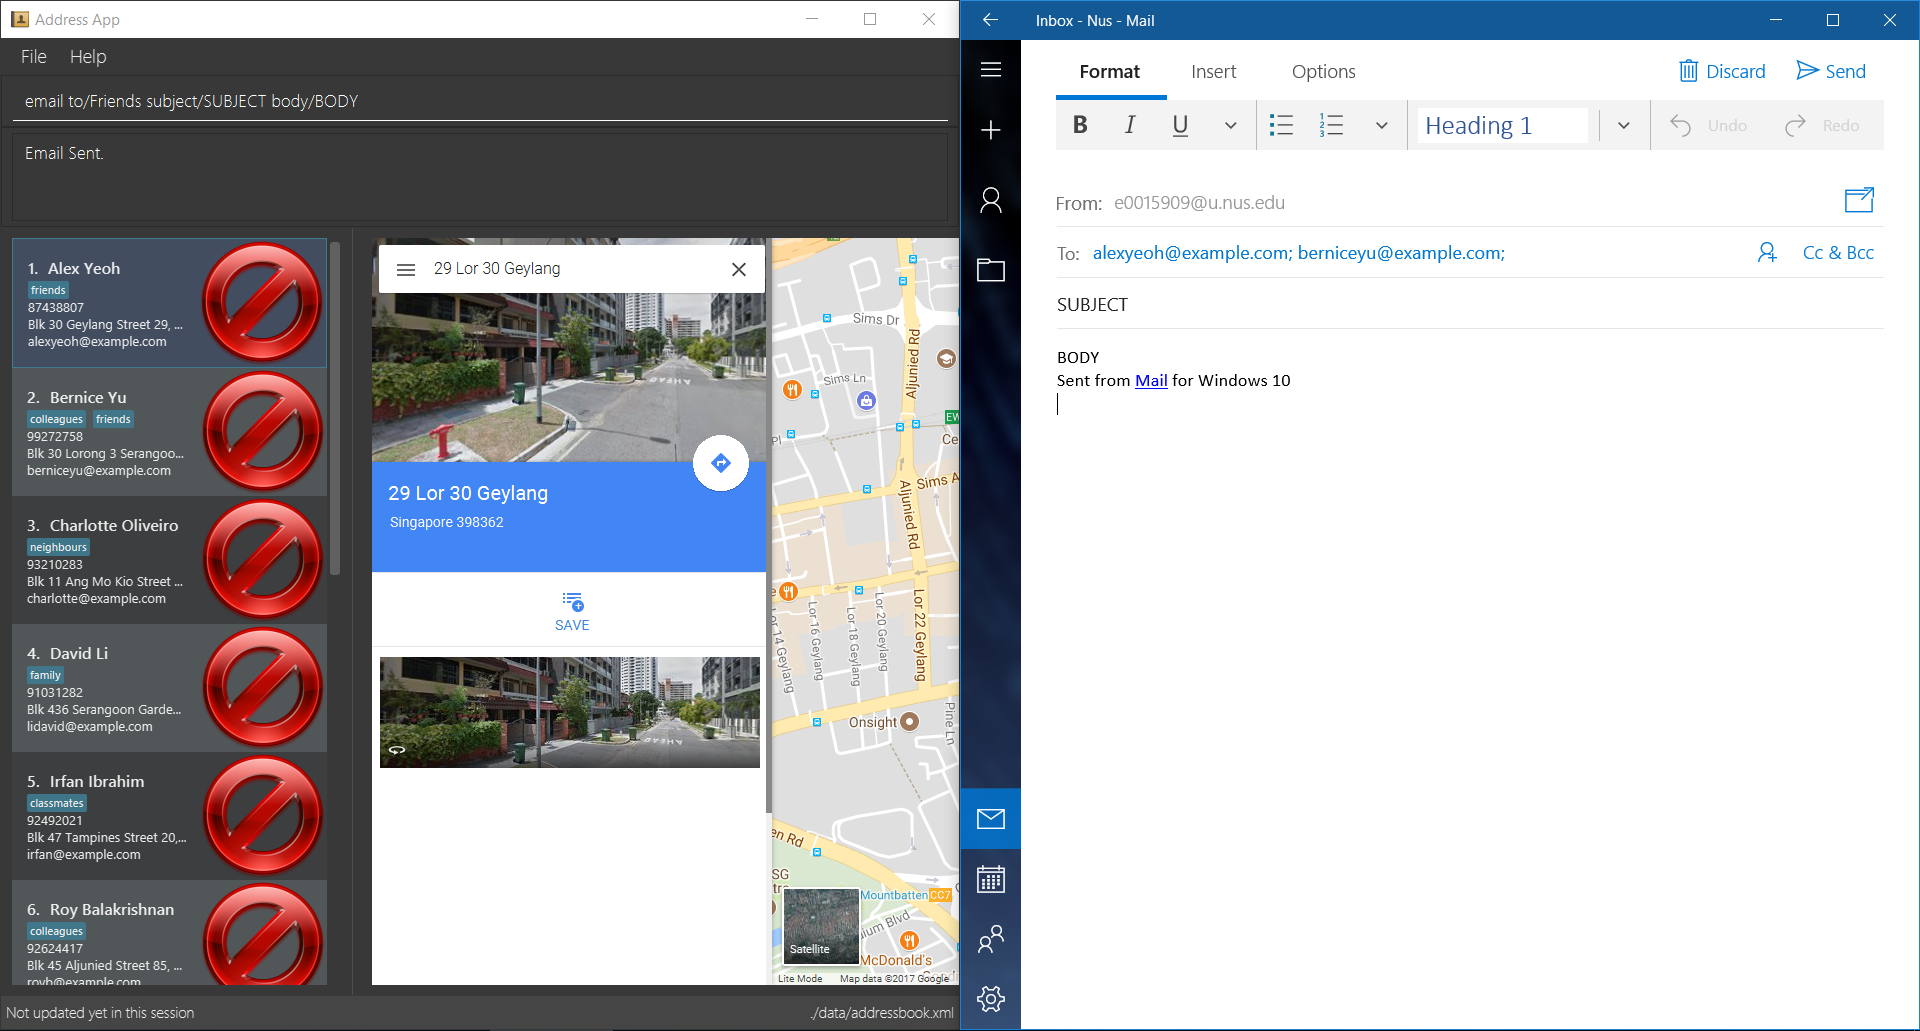 Address App
File Help
email to/Friends subject/SUBJECT body/BODY
Email Sent.
1. Alex Yeoh
friends
87438807
Blk 30 Geylang Street 29, ...
alexyeoh@example.com
2. Bernice Yu
colleagues friends
99272758
Blk 30 Lorong 3 Serangoo...
berniceyu@example.com
3. Charlotte Oliveiro
neighbours
93210283
Blk 11 Ang Mo Kio Street ...
charlotte@example.com
4. David Li
family
91031282
Blk 436 Serangoon Garde...
lidavid@example.com
5. Irfan Ibrahim
classmates
92492021
Blk 47 Tampines Street 20,...
irfan@example.com
6. Roy Balakrishnan
colleagues
92624417
Blk 45 Aljunied Street 85, ...
royb@example.com
29 Lor 30 Geylang
AHEAD
29 Lor 30 Geylang
Singapore 398362
SAVE
AHEAD
Sims Dr
Aljunied Rd
Sims Ln
EW
Pl
Ce
Sims A
Aljunied Rd
e
Lor 14 Geylang
Lor 16 Geylang
Lor 18 Geylang
Lor 20 Geylang
Lor 22 Geylang
Onsight
Pine Ln
en Rd
SG
tre
Mountbatten CC7
ium Blvd
McDonald's
Satellite
Lite Mode Map data ©2017 Google
Not updated yet in this session
./data/addressbook.xml
Inbox - Nus - Mail
Format Insert Options Discard Send
B I U Heading 1 Undo Redo
From: e0015909@u.nus.edu
To: alexyeoh@example.com; berniceyu@example.com; Cc & Bcc
SUBJECT
BODY
Sent from Mail for Windows 10